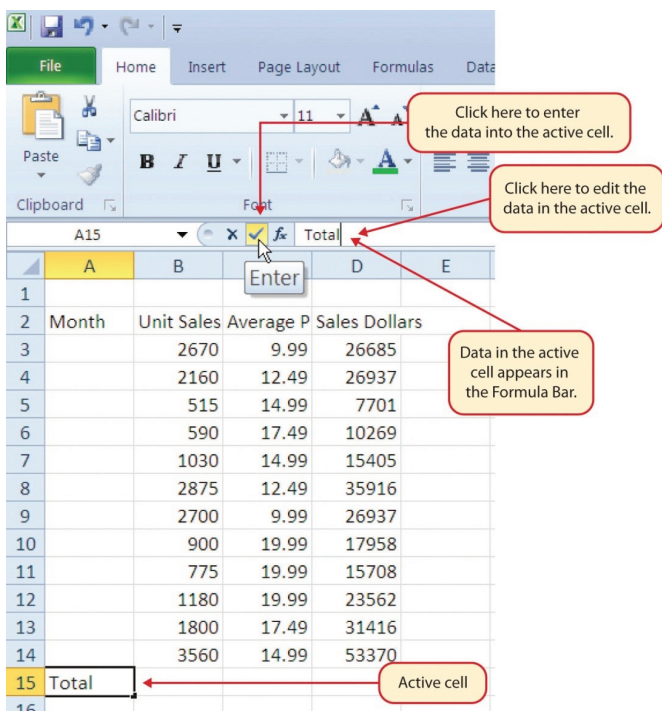 File Home Insert Page Layout Formulas Data
Calibri 11 A A
Click here to enter
the data into the active cell.
Paste
B I U A
Click here to edit the
data in the active cell.
Clipboard Font
A15 fx Total
Enter
A B D E
1
2 Month Unit Sales Average P Sales Dollars
3 2670 9.99 26685
Data in the active
cell appears in
the Formula Bar.
4 2160 12.49 26937
5 515 14.99 7701
6 590 17.49 10269
7 1030 14.99 15405
8 2875 12.49 35916
9 2700 9.99 26937
10 900 19.99 17958
11 775 19.99 15708
12 1180 19.99 23562
13 1800 17.49 31416
14 3560 14.99 53370
15 Total
Active cell
16